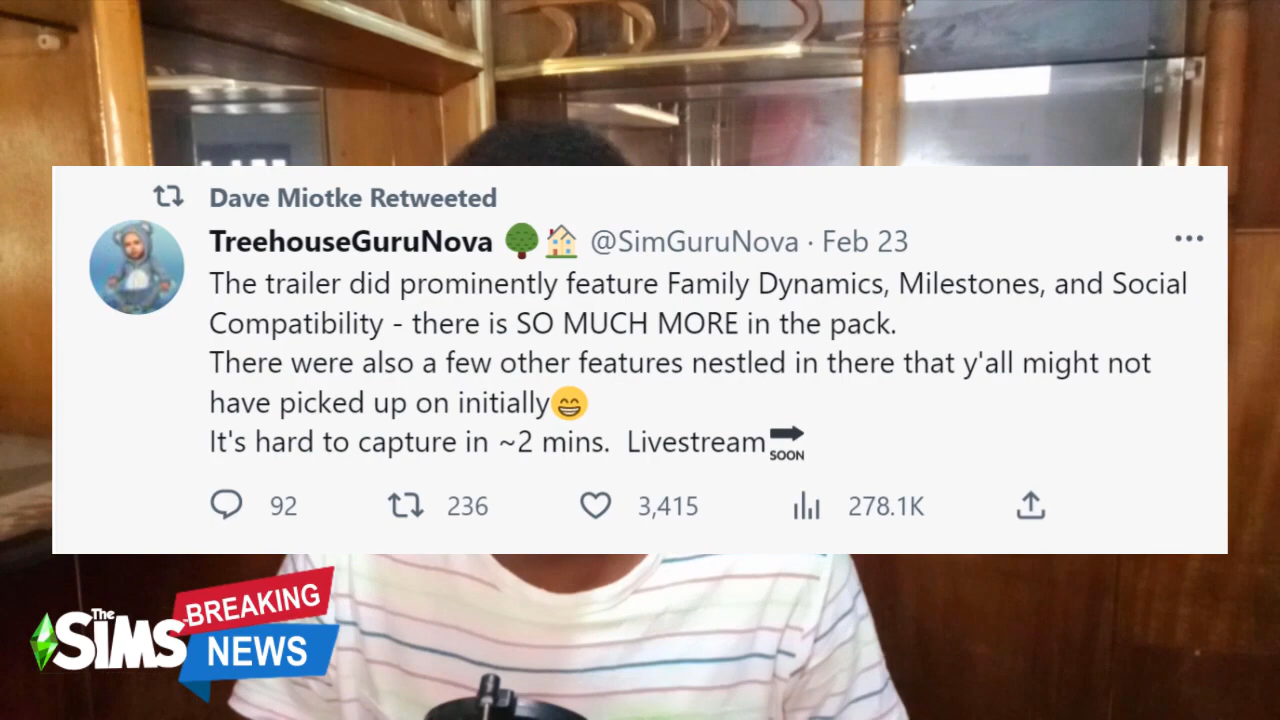 Dave Miotke Retweeted
TreehouseGuruNova 🌳🏠 @SimGuruNova · Feb 23
The trailer did prominently feature Family Dynamics, Milestones, and Social
Compatibility - there is SO MUCH MORE in the pack.
There were also a few other features nestled in there that y'all might not
have picked up on initially😄
It's hard to capture in ~2 mins.  Livestream🔜
92 236 3,415 278.1K
The SiMS BREAKING
NEWS